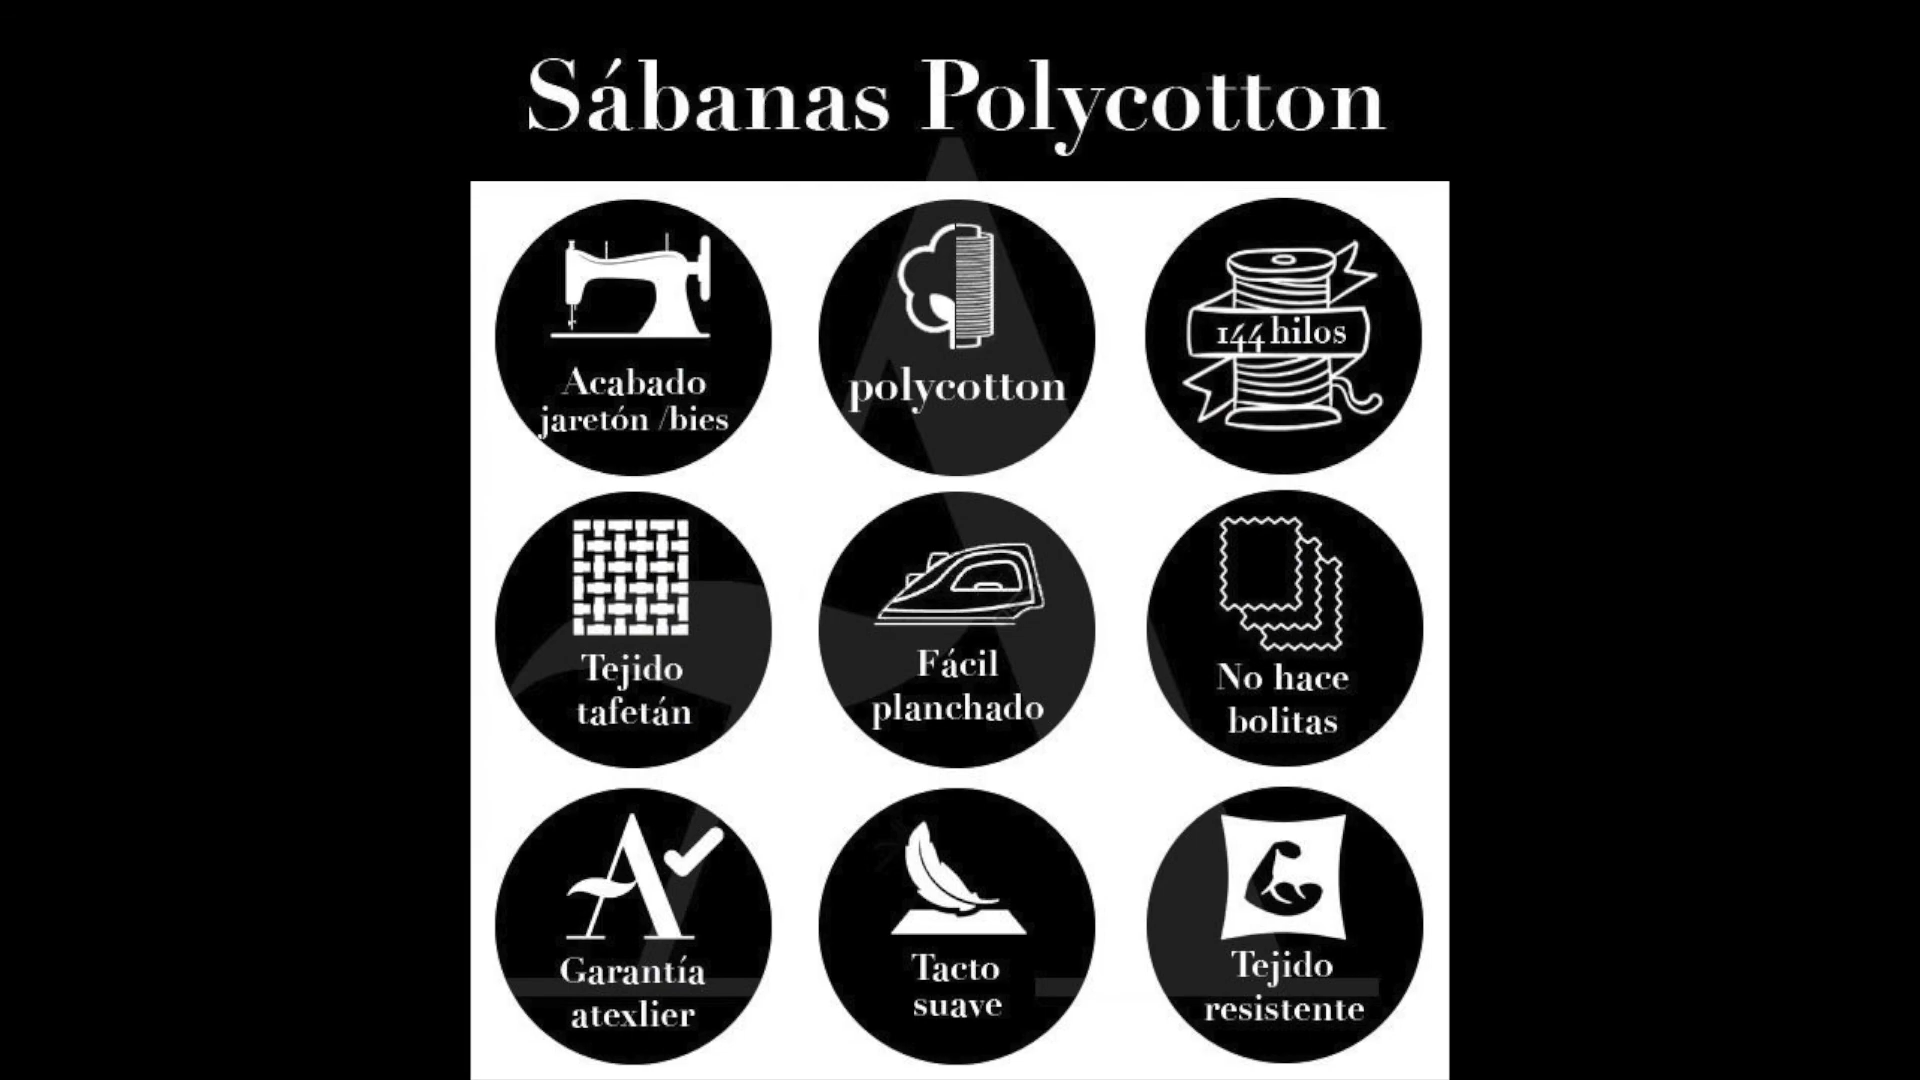 Sábanas Polycotton
Acabado
jaretón /bies
polycotton
144 hilos
Tejido
tafetán
Fácil
planchado
No hace
bolitas
Garantía
atexlier
Tacto
suave
Tejido
resistente